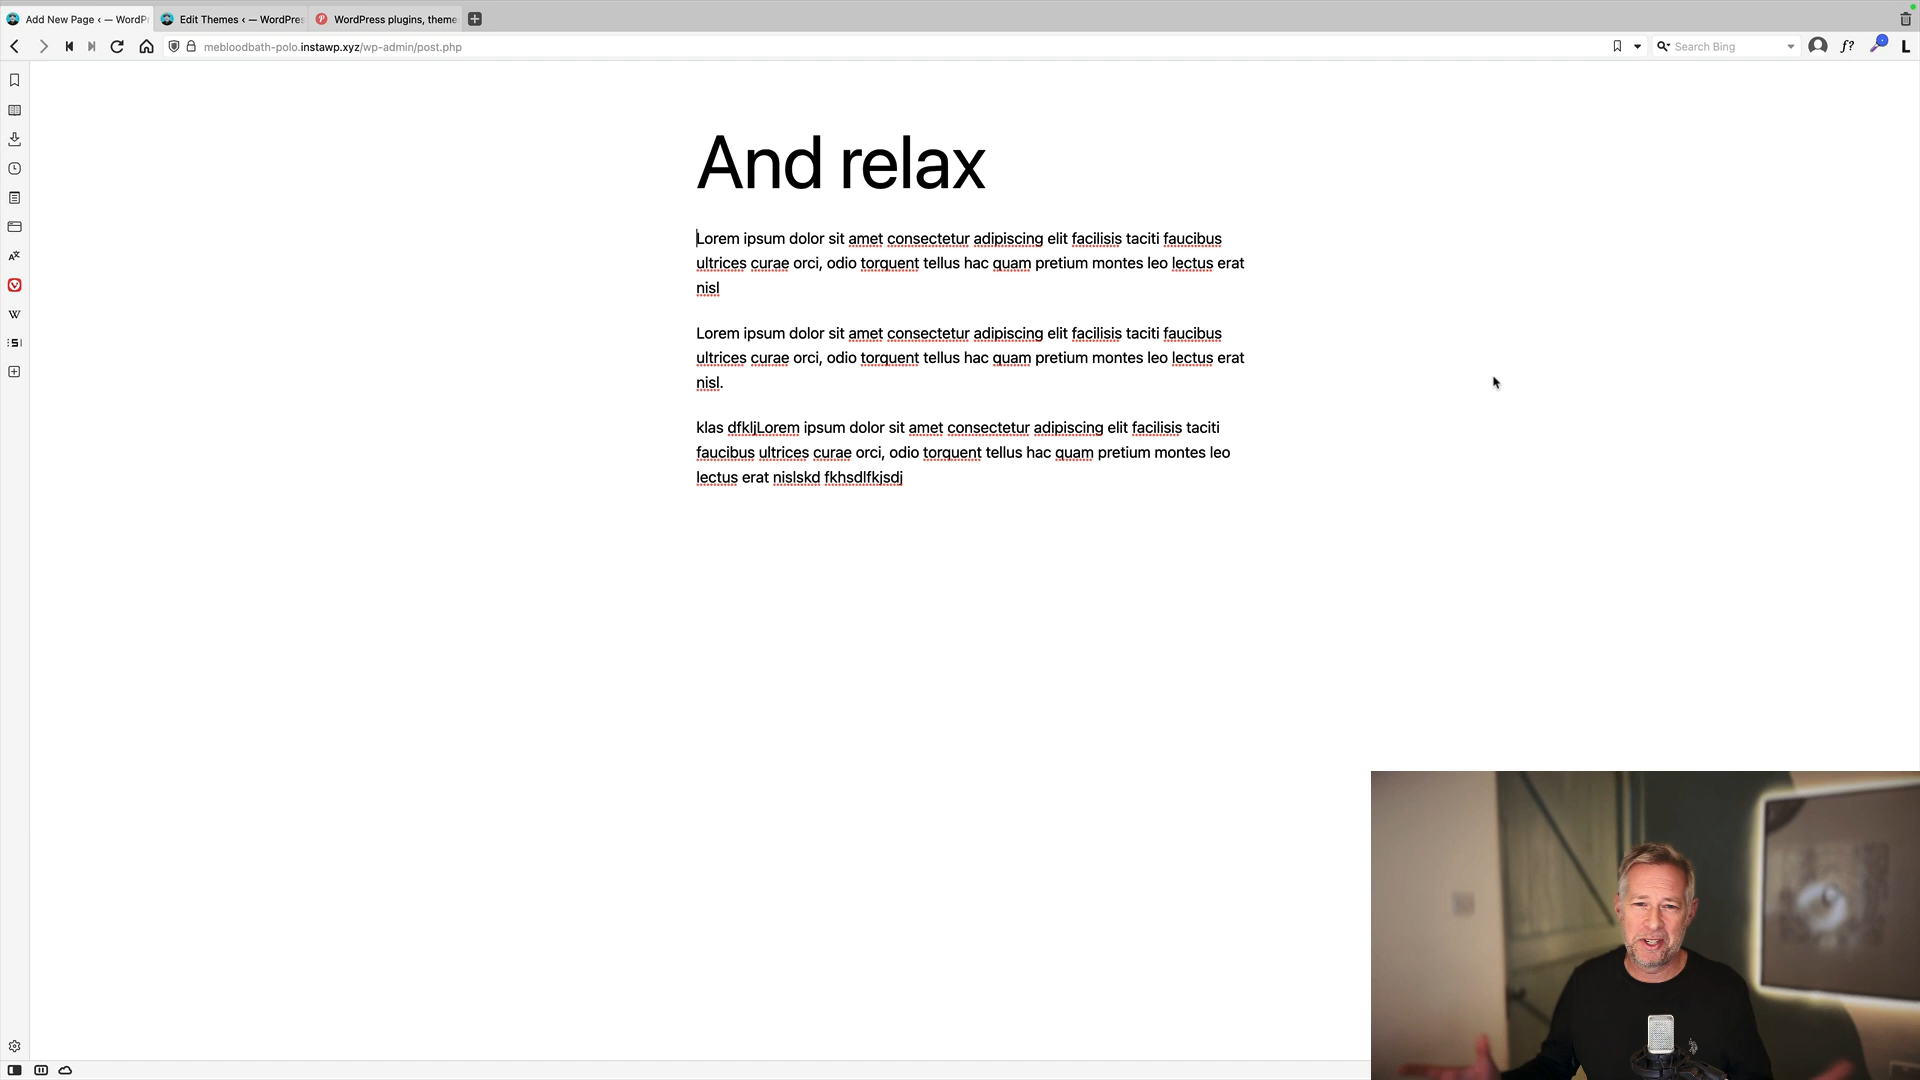 Add New Page ‹ — WordPr
Edit Themes ‹ — WordPres
WordPress plugins, theme
mebloodbath-polo.instawp.xyz/wp-admin/post.php
Search Bing
f?
L
And relax
Lorem ipsum dolor sit amet consectetur adipiscing elit facilisis taciti faucibus
ultrices curae orci, odio torquent tellus hac quam pretium montes leo lectus erat
nisl
Lorem ipsum dolor sit amet consectetur adipiscing elit facilisis taciti faucibus
ultrices curae orci, odio torquent tellus hac quam pretium montes leo lectus erat
nisl.
klas dfkljLorem ipsum dolor sit amet consectetur adipiscing elit facilisis taciti
faucibus ultrices curae orci, odio torquent tellus hac quam pretium montes leo
lectus erat nislskd fkhsdlfkjsdj